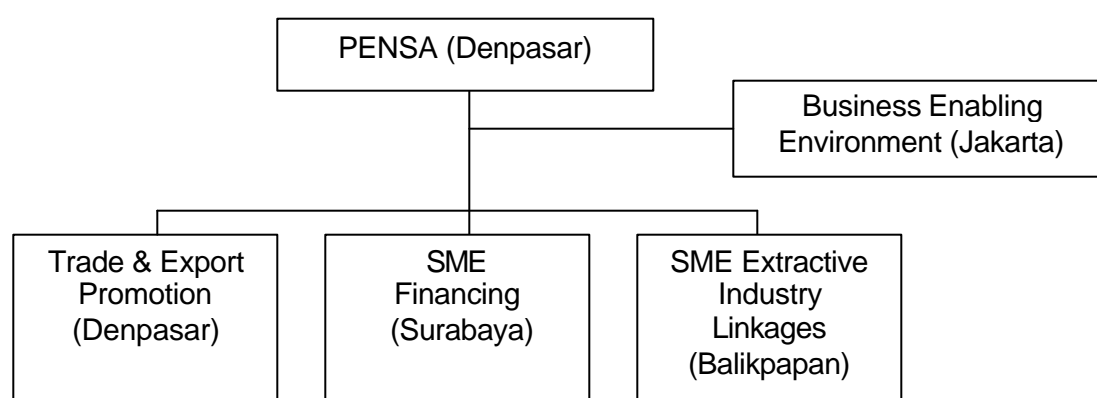 PENSA (Denpasar)
Business Enabling
Environment (Jakarta)
Trade & Export
Promotion
(Denpasar)
SME
Financing
(Surabaya)
SME Extractive
Industry
Linkages
(Balikpapan)